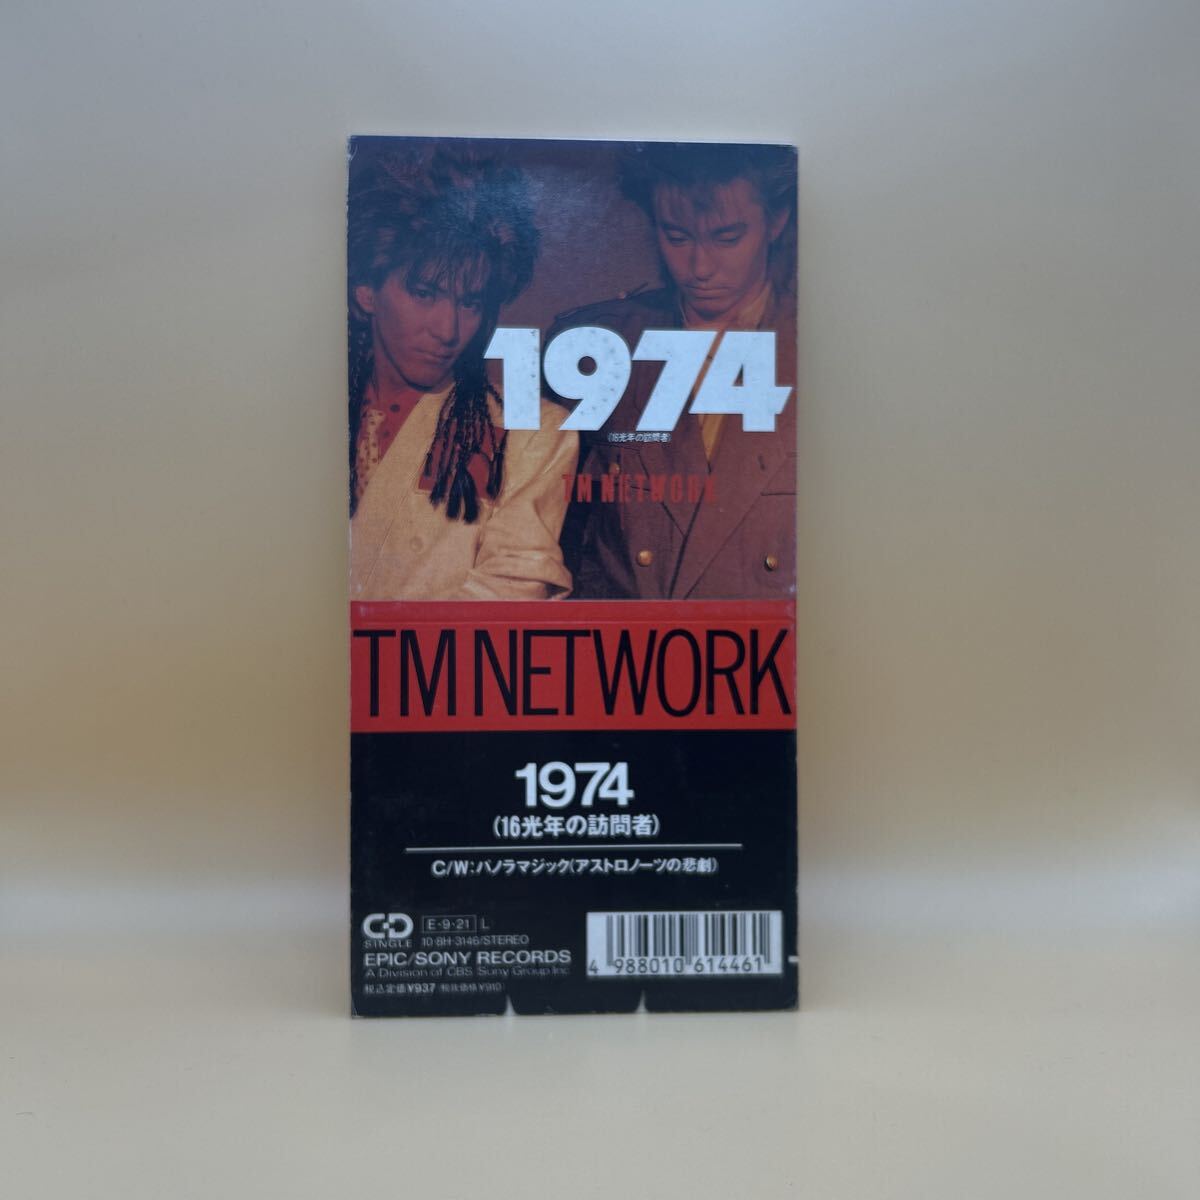 1974
(16光年の訪問者)
TM NETWORK
TM NETWORK
1974
(16光年の訪問者)
C/W:パノラマジック(アストロノーツの悲劇)
CD E·9·21 L
SINGLE 10·8H-3146/STEREO
EPIC/SONY RECORDS
A Division of CBS Sony Group Inc.
税込定価¥937 税抜価格¥910
4 988010 614461